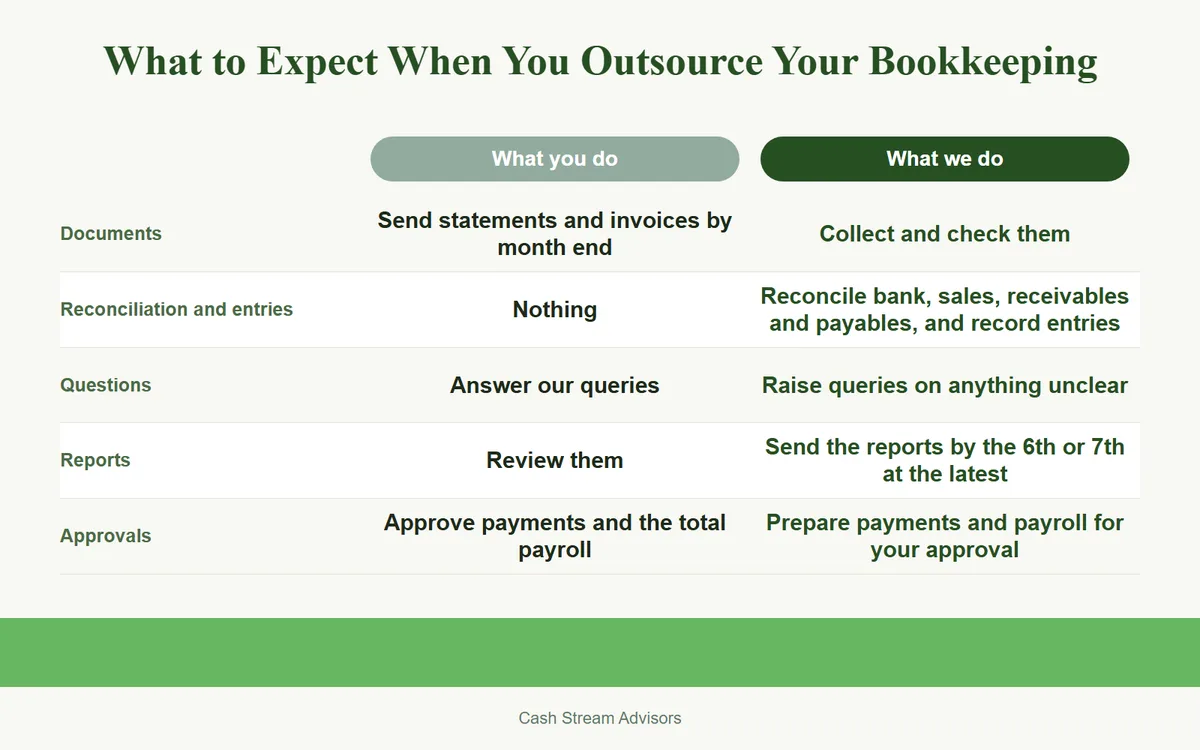 What to Expect When You Outsource Your Bookkeeping
What you do
What we do
Documents
Send statements and invoices by
month end
Collect and check them
Reconciliation and entries
Nothing
Reconcile bank, sales, receivables
and payables, and record entries
Questions
Answer our queries
Raise queries on anything unclear
Reports
Review them
Send the reports by the 6th or 7th
at the latest
Approvals
Approve payments and the total
payroll
Prepare payments and payroll for
your approval
Cash Stream Advisors